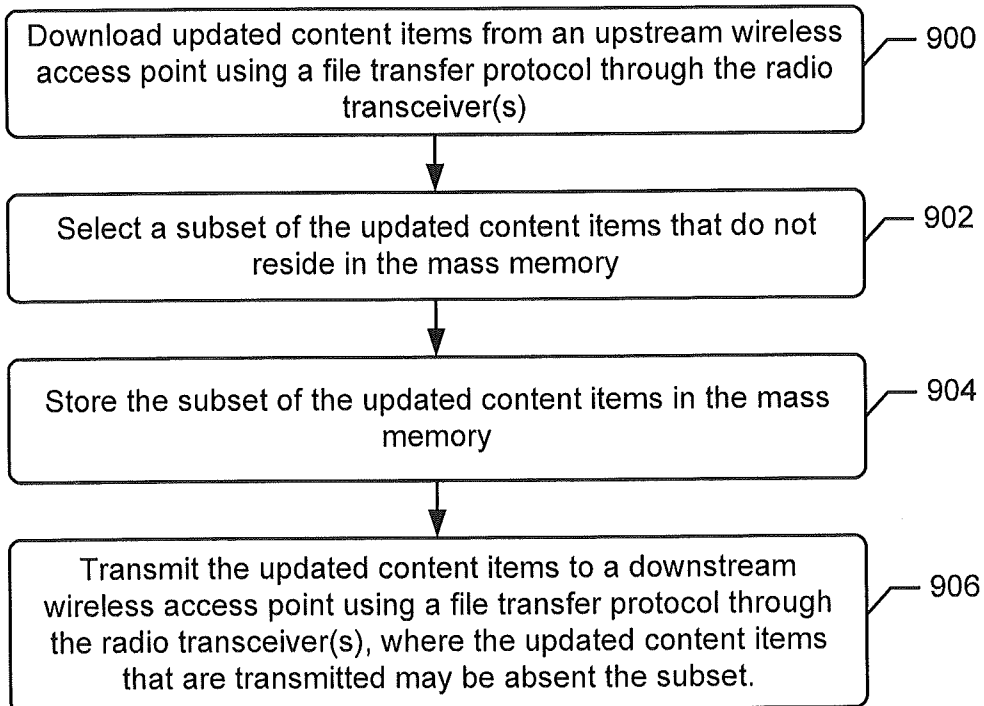 Download updated content items from an upstream wireless
access point using a file transfer protocol through the radio
transceiver(s)
900
Select a subset of the updated content items that do not
reside in the mass memory
902
Store the subset of the updated content items in the mass
memory
904
Transmit the updated content items to a downstream
wireless access point using a file transfer protocol through
the radio transceiver(s), where the updated content items
that are transmitted may be absent the subset.
906